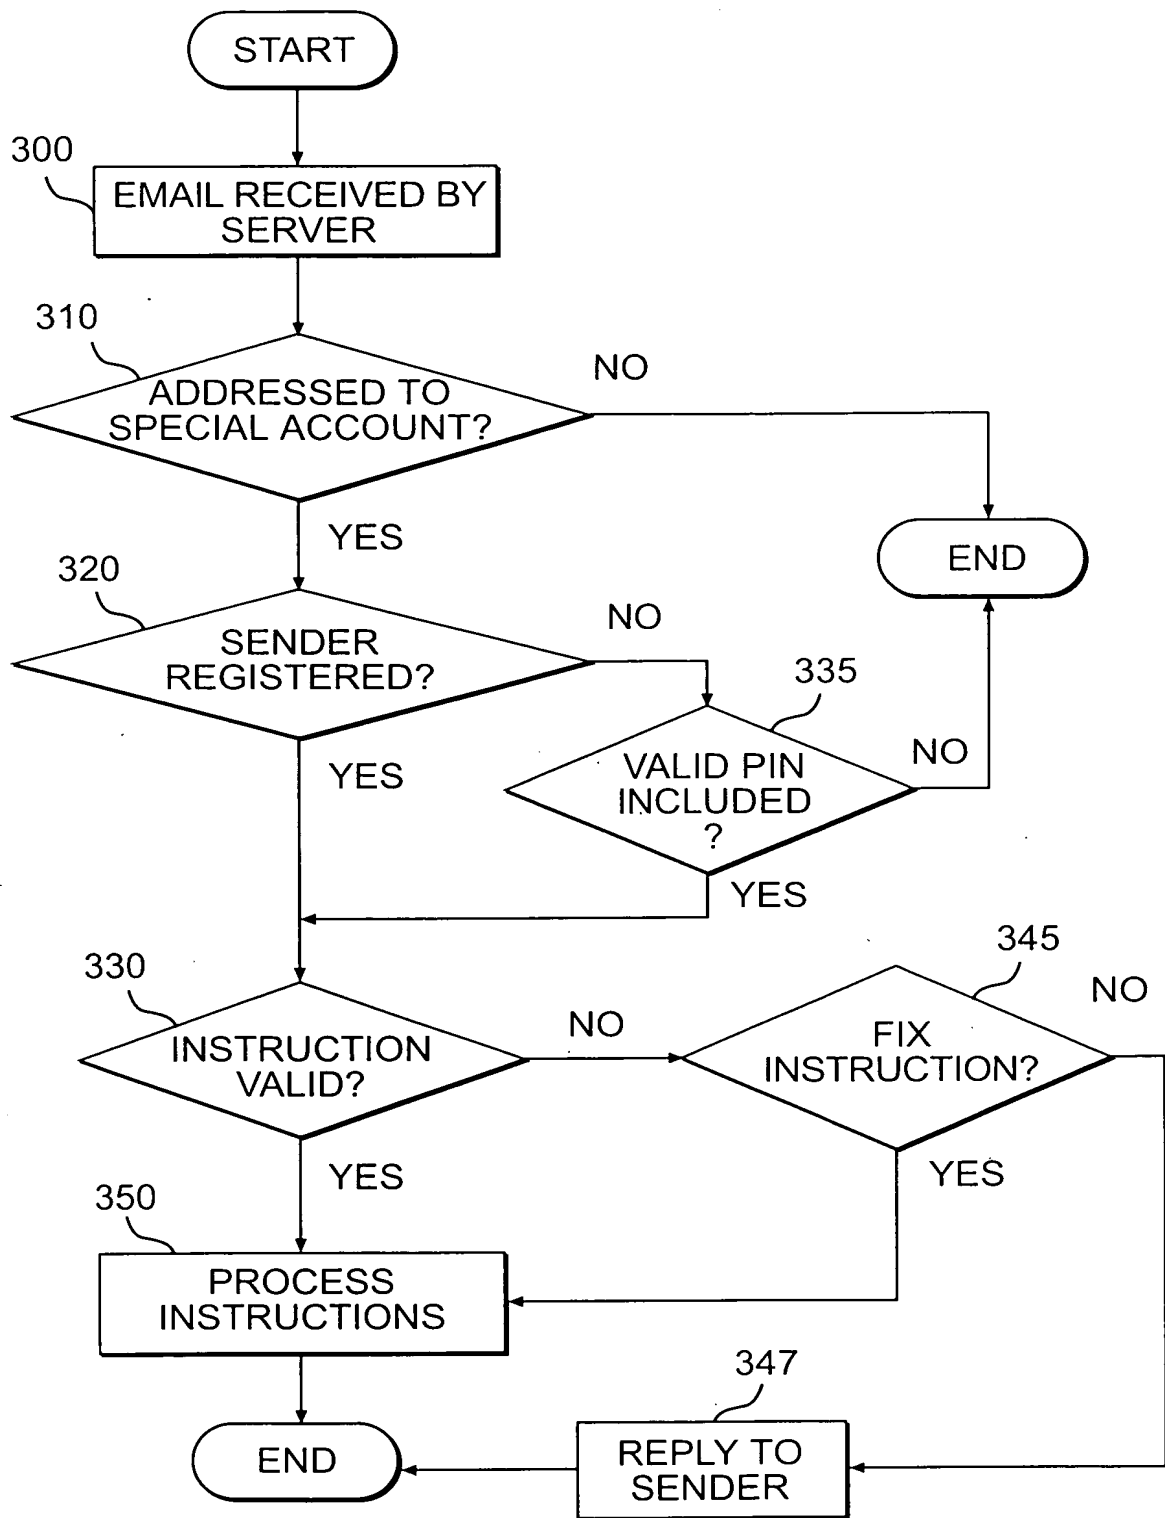 START
300
EMAIL RECEIVED BY
SERVER
310
NO
ADDRESSED TO
SPECIAL ACCOUNT?
YES
END
320
NO
SENDER
REGISTERED?
335
YES
VALID PIN
INCLUDED
?
NO
YES
330
345
NO
INSTRUCTION
VALID?
NO
FIX
INSTRUCTION?
YES
YES
350
PROCESS
INSTRUCTIONS
347
END
REPLY TO
SENDER